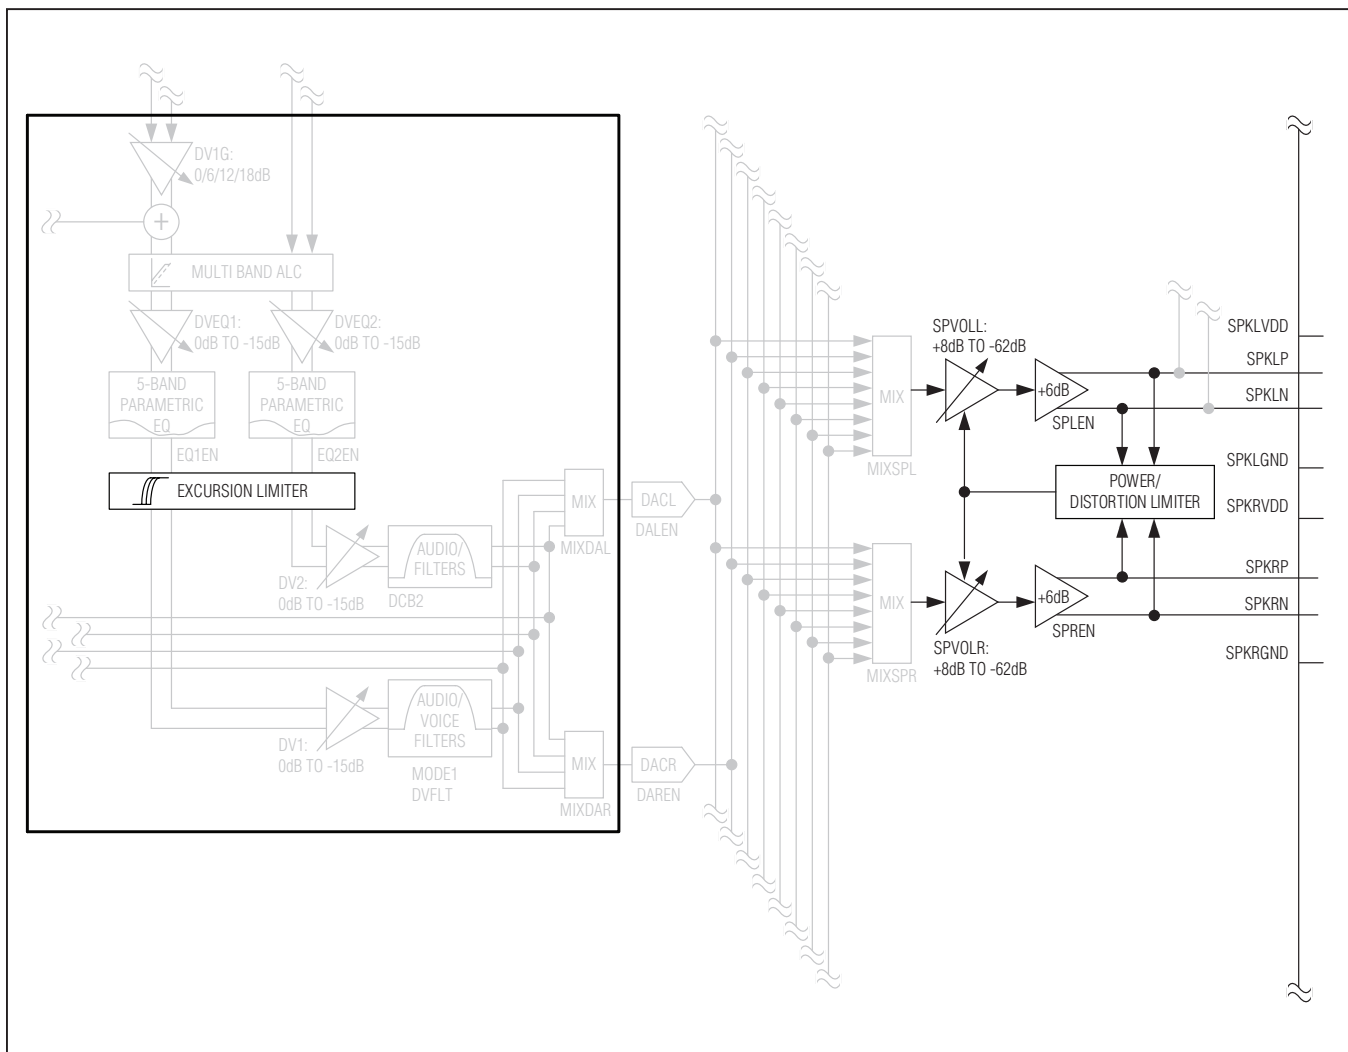 DV1G:
0/6/12/18dB
+
MULTI BAND ALC
DVEQ1:
0dB TO -15dB
DVEQ2:
0dB TO -15dB
5-BAND
PARAMETRIC
EQ
5-BAND
PARAMETRIC
EQ
EQ1EN
EQ2EN
EXCURSION LIMITER
DV2:
0dB TO -15dB
AUDIO/
FILTERS
DCB2
MIX
MIXDAL
DACL
DALEN
DV1:
0dB TO -15dB
AUDIO/
VOICE
FILTERS
MODE1
DVFLT
MIX
MIXDAR
DACR
DAREN
MIX
MIXSPL
MIX
MIXSPR
SPVOLL:
+8dB TO -62dB
+6dB
SPLEN
POWER/
DISTORTION LIMITER
SPVOLR:
+8dB TO -62dB
+6dB
SPREN
SPKLVDD
SPKLP
SPKLN
SPKLGND
SPKRVDD
SPKRP
SPKRN
SPKRGND